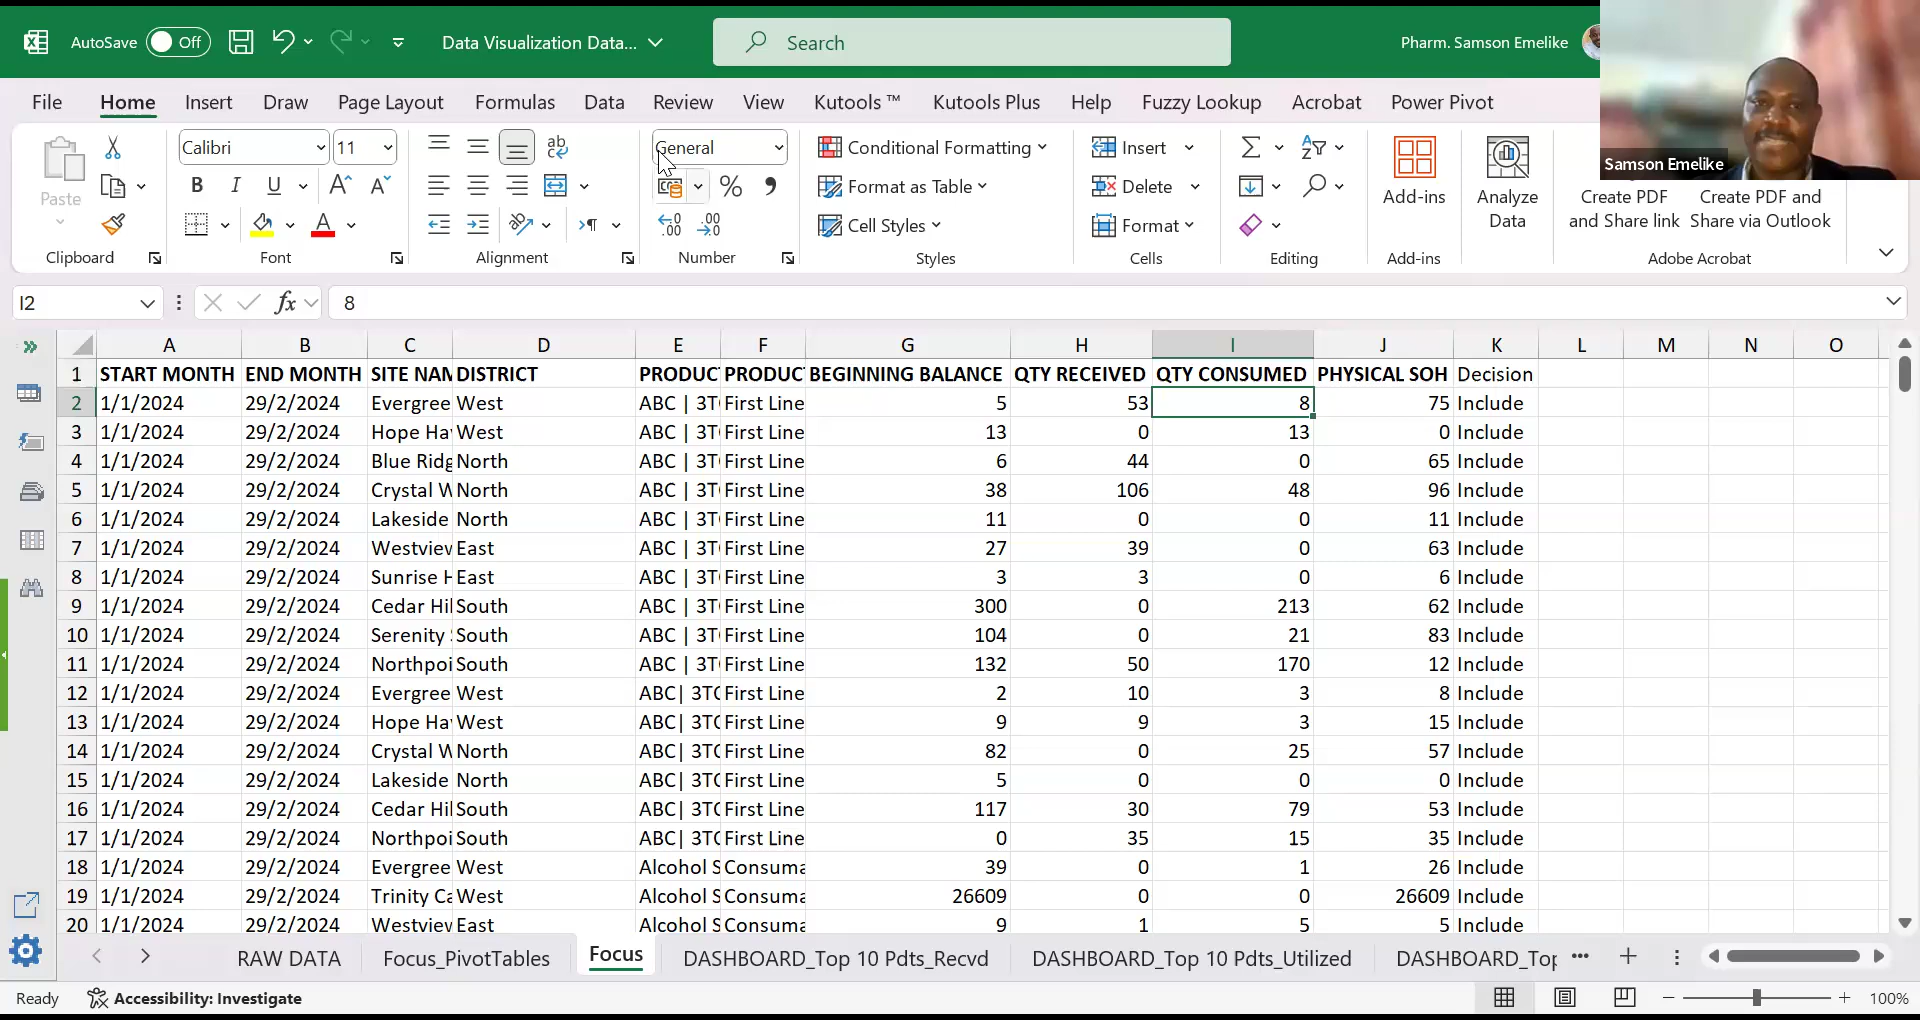 AutoSave Off Data Visualization Data... Search Pharm. Samson Emelike
File Home Insert Draw Page Layout Formulas Data Review View Kutools ™ Kutools Plus Help Fuzzy Lookup Acrobat Power Pivot
Samson Emelike
Paste Calibri 11 General Conditional Formatting Insert
B I U A A % Format as Table Delete Add-ins Analyze Data Create PDF and Share link Create PDF and Share via Outlook
A Cell Styles Format
Clipboard Font Alignment Number Styles Cells Editing Add-ins Adobe Acrobat
I2 fx 8
A B C D E F G H I J K L M N O
1 START MONTH END MONTH SITE NAM DISTRICT PRODUCT PRODUCT BEGINNING BALANCE QTY RECEIVED QTY CONSUMED PHYSICAL SOH Decision
2 1/1/2024 29/2/2024 Evergree West ABC | 3T First Line 5 53 8 75 Include
3 1/1/2024 29/2/2024 Hope Ha West ABC | 3T First Line 13 0 13 0 Include
4 1/1/2024 29/2/2024 Blue Ridg North ABC | 3T First Line 6 44 0 65 Include
5 1/1/2024 29/2/2024 Crystal W North ABC | 3T First Line 38 106 48 96 Include
6 1/1/2024 29/2/2024 Lakeside North ABC | 3T First Line 11 0 0 11 Include
7 1/1/2024 29/2/2024 Westview East ABC | 3T First Line 27 39 0 63 Include
8 1/1/2024 29/2/2024 Sunrise H East ABC | 3T First Line 3 3 0 6 Include
9 1/1/2024 29/2/2024 Cedar Hil South ABC | 3T First Line 300 0 213 62 Include
10 1/1/2024 29/2/2024 Serenity South ABC | 3T First Line 104 0 21 83 Include
11 1/1/2024 29/2/2024 Northpoi South ABC | 3T First Line 132 50 170 12 Include
12 1/1/2024 29/2/2024 Evergree West ABC| 3TC First Line 2 10 3 8 Include
13 1/1/2024 29/2/2024 Hope Ha West ABC| 3TC First Line 9 9 3 15 Include
14 1/1/2024 29/2/2024 Crystal W North ABC| 3TC First Line 82 0 25 57 Include
15 1/1/2024 29/2/2024 Lakeside North ABC| 3TC First Line 5 0 0 0 Include
16 1/1/2024 29/2/2024 Cedar Hil South ABC| 3TC First Line 117 30 79 53 Include
17 1/1/2024 29/2/2024 Northpoi South ABC| 3TC First Line 0 35 15 35 Include
18 1/1/2024 29/2/2024 Evergree West Alcohol S Consuma 39 0 1 26 Include
19 1/1/2024 29/2/2024 Trinity Ca West Alcohol S Consuma 26609 0 0 26609 Include
20 1/1/2024 29/2/2024 Westview East Alcohol S Consuma 9 1 5 5 Include
RAW DATA Focus_PivotTables Focus DASHBOARD_Top 10 Pdts_Recvd DASHBOARD_Top 10 Pdts_Utilized DASHBOARD_Top
Ready Accessibility: Investigate 100%